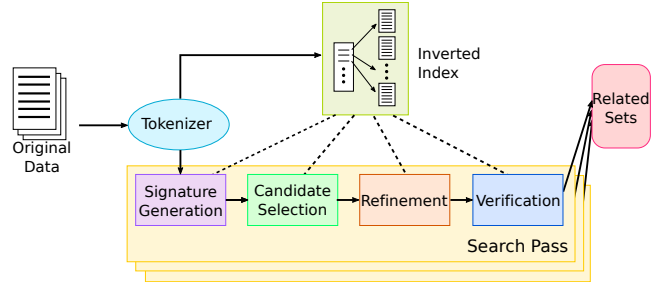 Inverted
Index
Original
Data
Tokenizer
Related
Sets
Signature
Generation
Candidate
Selection
Refinement
Verification
Search Pass